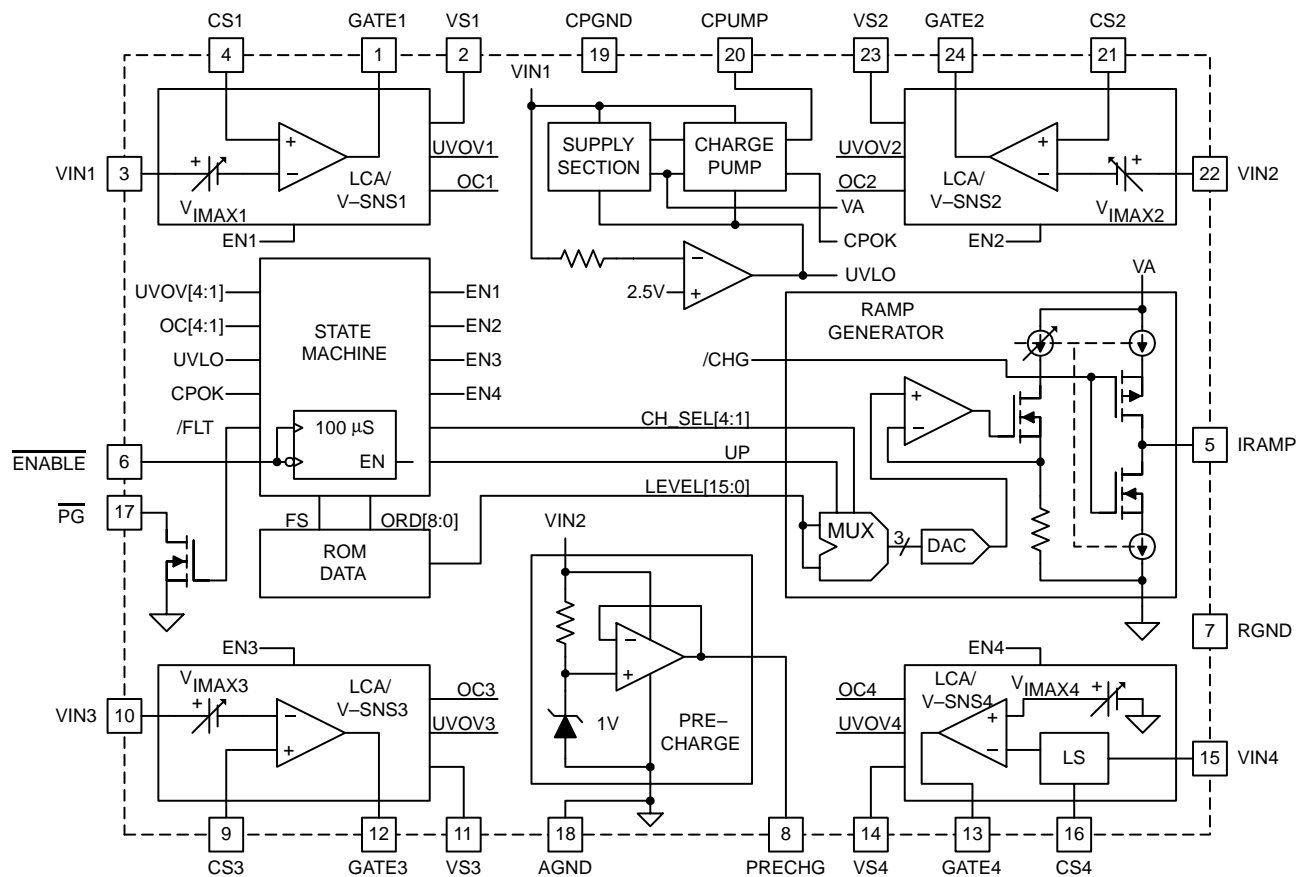 CS1 GATE1 VS1 CPGND CPUMP VS2 GATE2 CS2
4 1 2 19 20 23 24 21
VIN1
+ − SUPPLY SECTION CHARGE PUMP + −
UVOV1 UVOV2
VIN1 3 + LCA/ V–SNS1 OC1 OC2 LCA/ V–SNS2 + 22 VIN2
VIMAX1 VA VIMAX2
EN1 CPOK EN2
−
UVLO
2.5V +
VA
UVOV[4:1] EN1
RAMP
GENERATOR
OC[4:1] STATE MACHINE EN2
UVLO EN3 /CHG
CPOK EN4
+
/FLT 100 μS CH_SEL[4:1] −
ENABLE 6 EN UP 5 IRAMP
PG 17 LEVEL[15:0]
FS ORD[8:0] VIN2 MUX 3 DAC
ROM DATA
−
+
7 RGND
EN3 EN4
VIMAX3 LCA/ V–SNS3 OC3 OC4 LCA/ V–SNS4 VIMAX4
VIN3 10 + − UVOV3 1V PRE–
CHARGE UVOV4 + +
+ − LS 15 VIN4
9 12 11 18 8 14 13 16
CS3 GATE3 VS3 AGND PRECHG VS4 GATE4 CS4